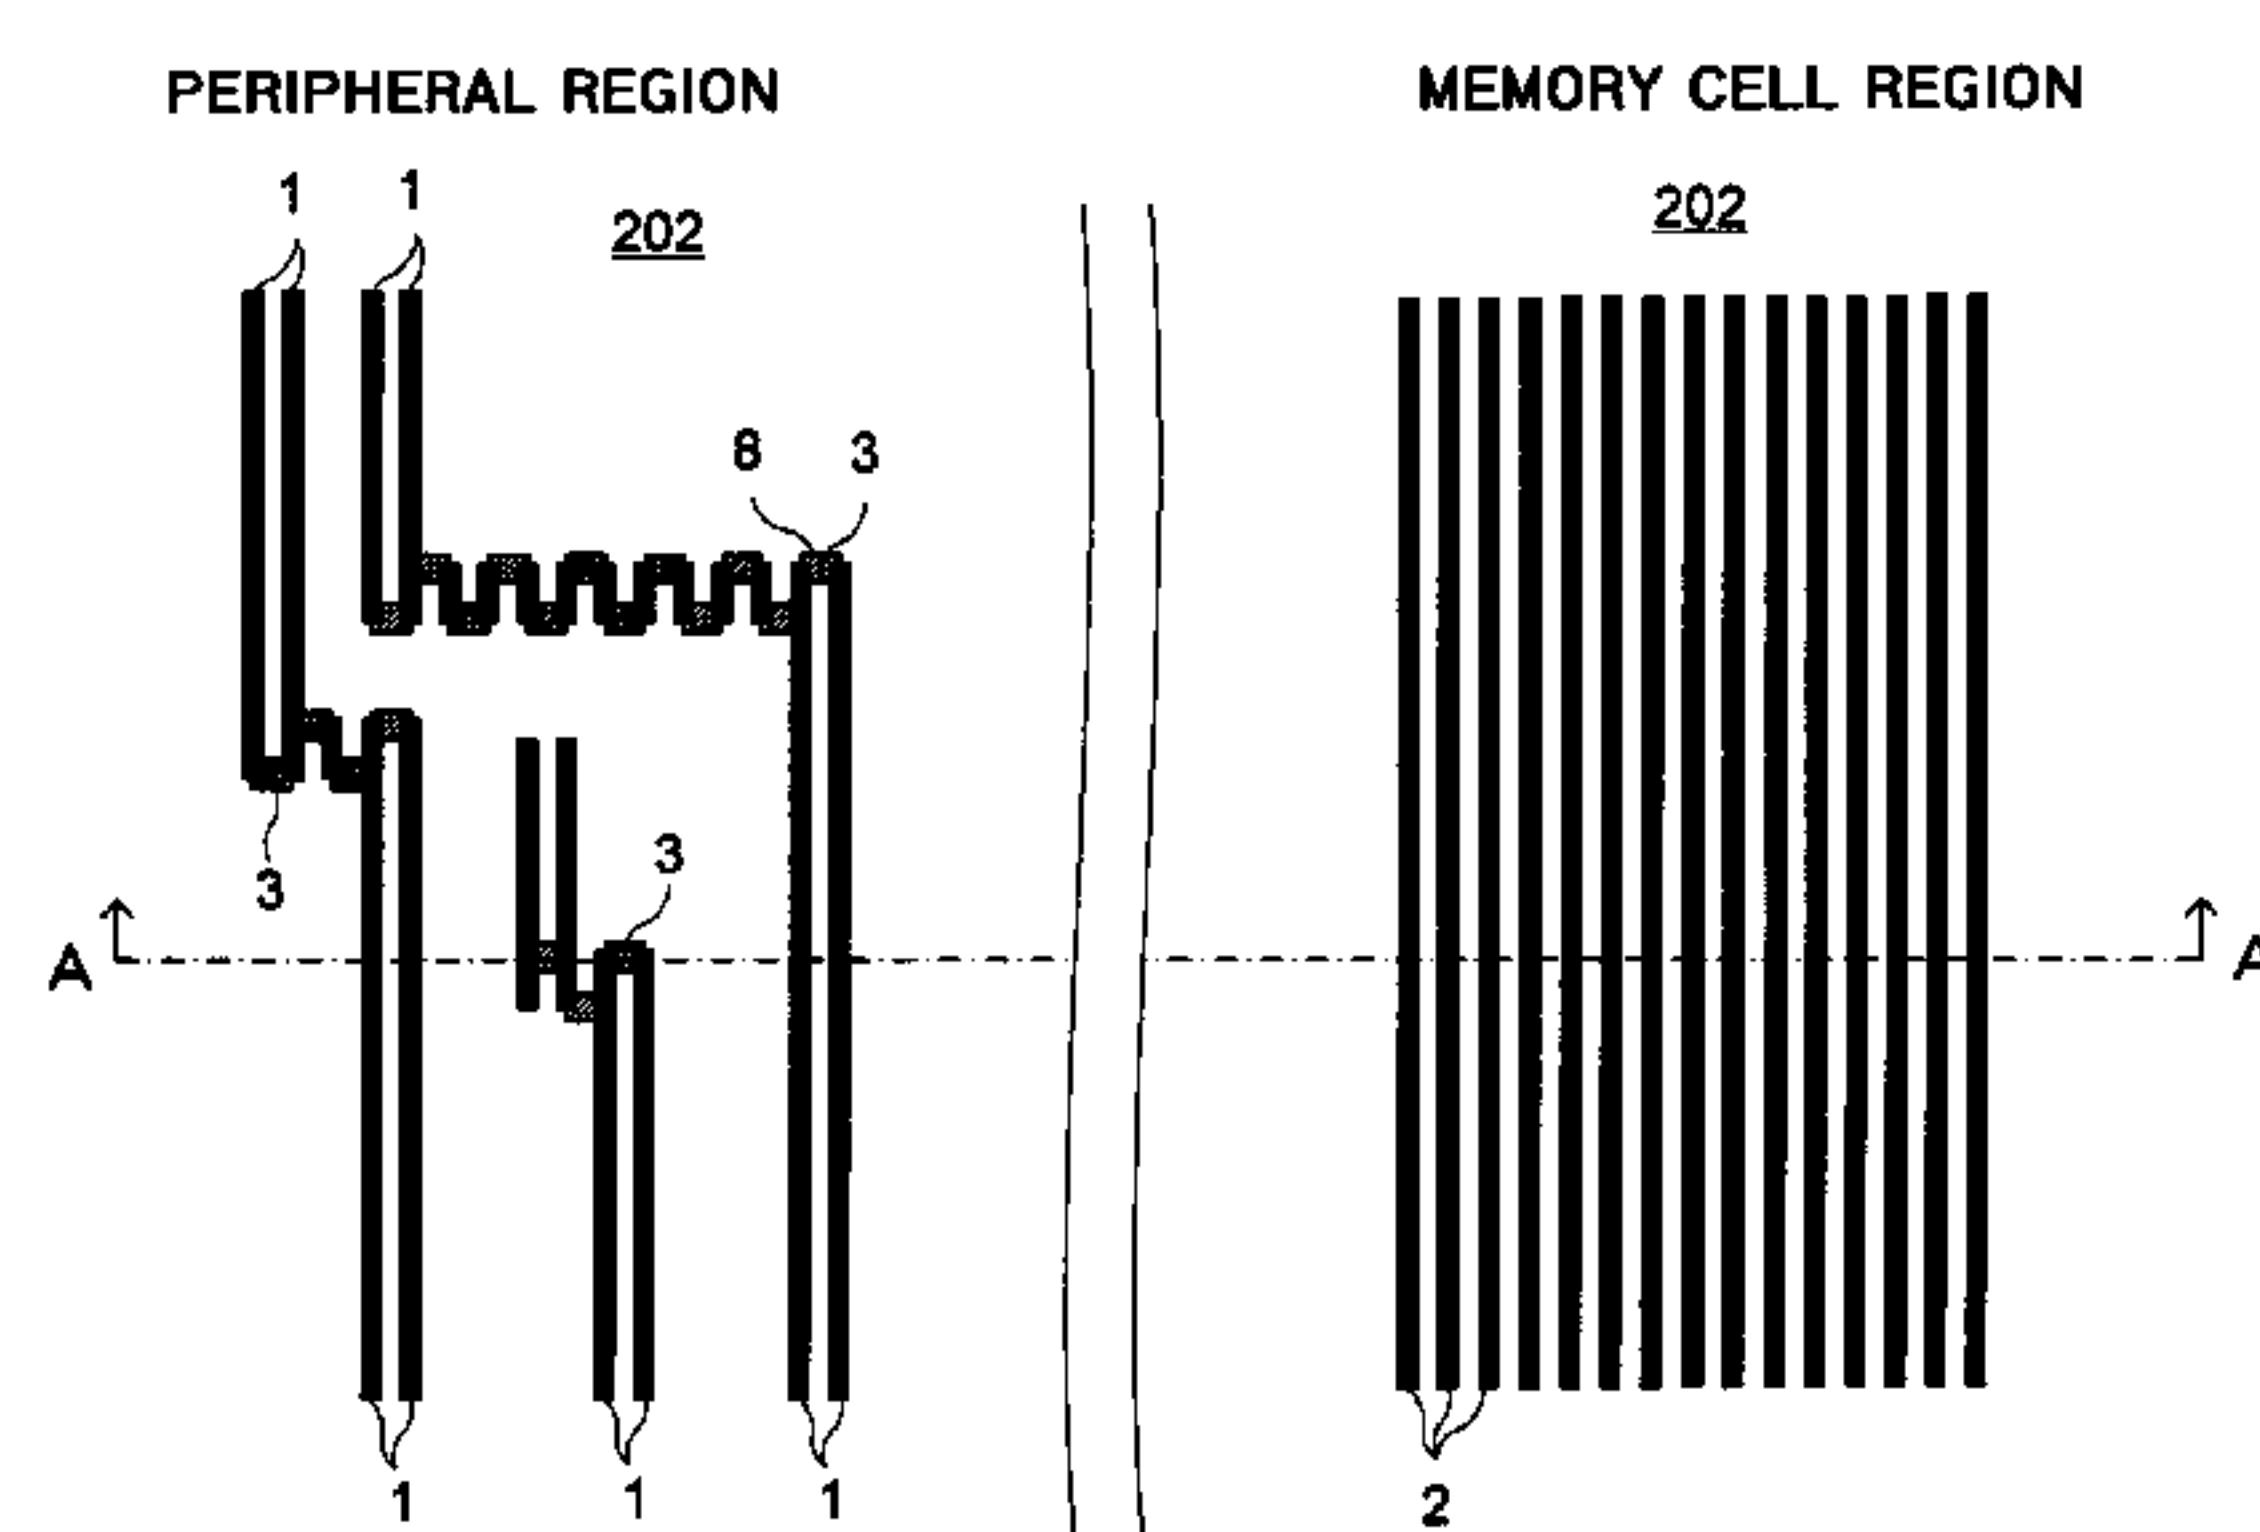 PERIPHERAL REGION
MEMORY CELL REGION
1 1
202
202
8 3
3
3
A
A
1 1 1
2